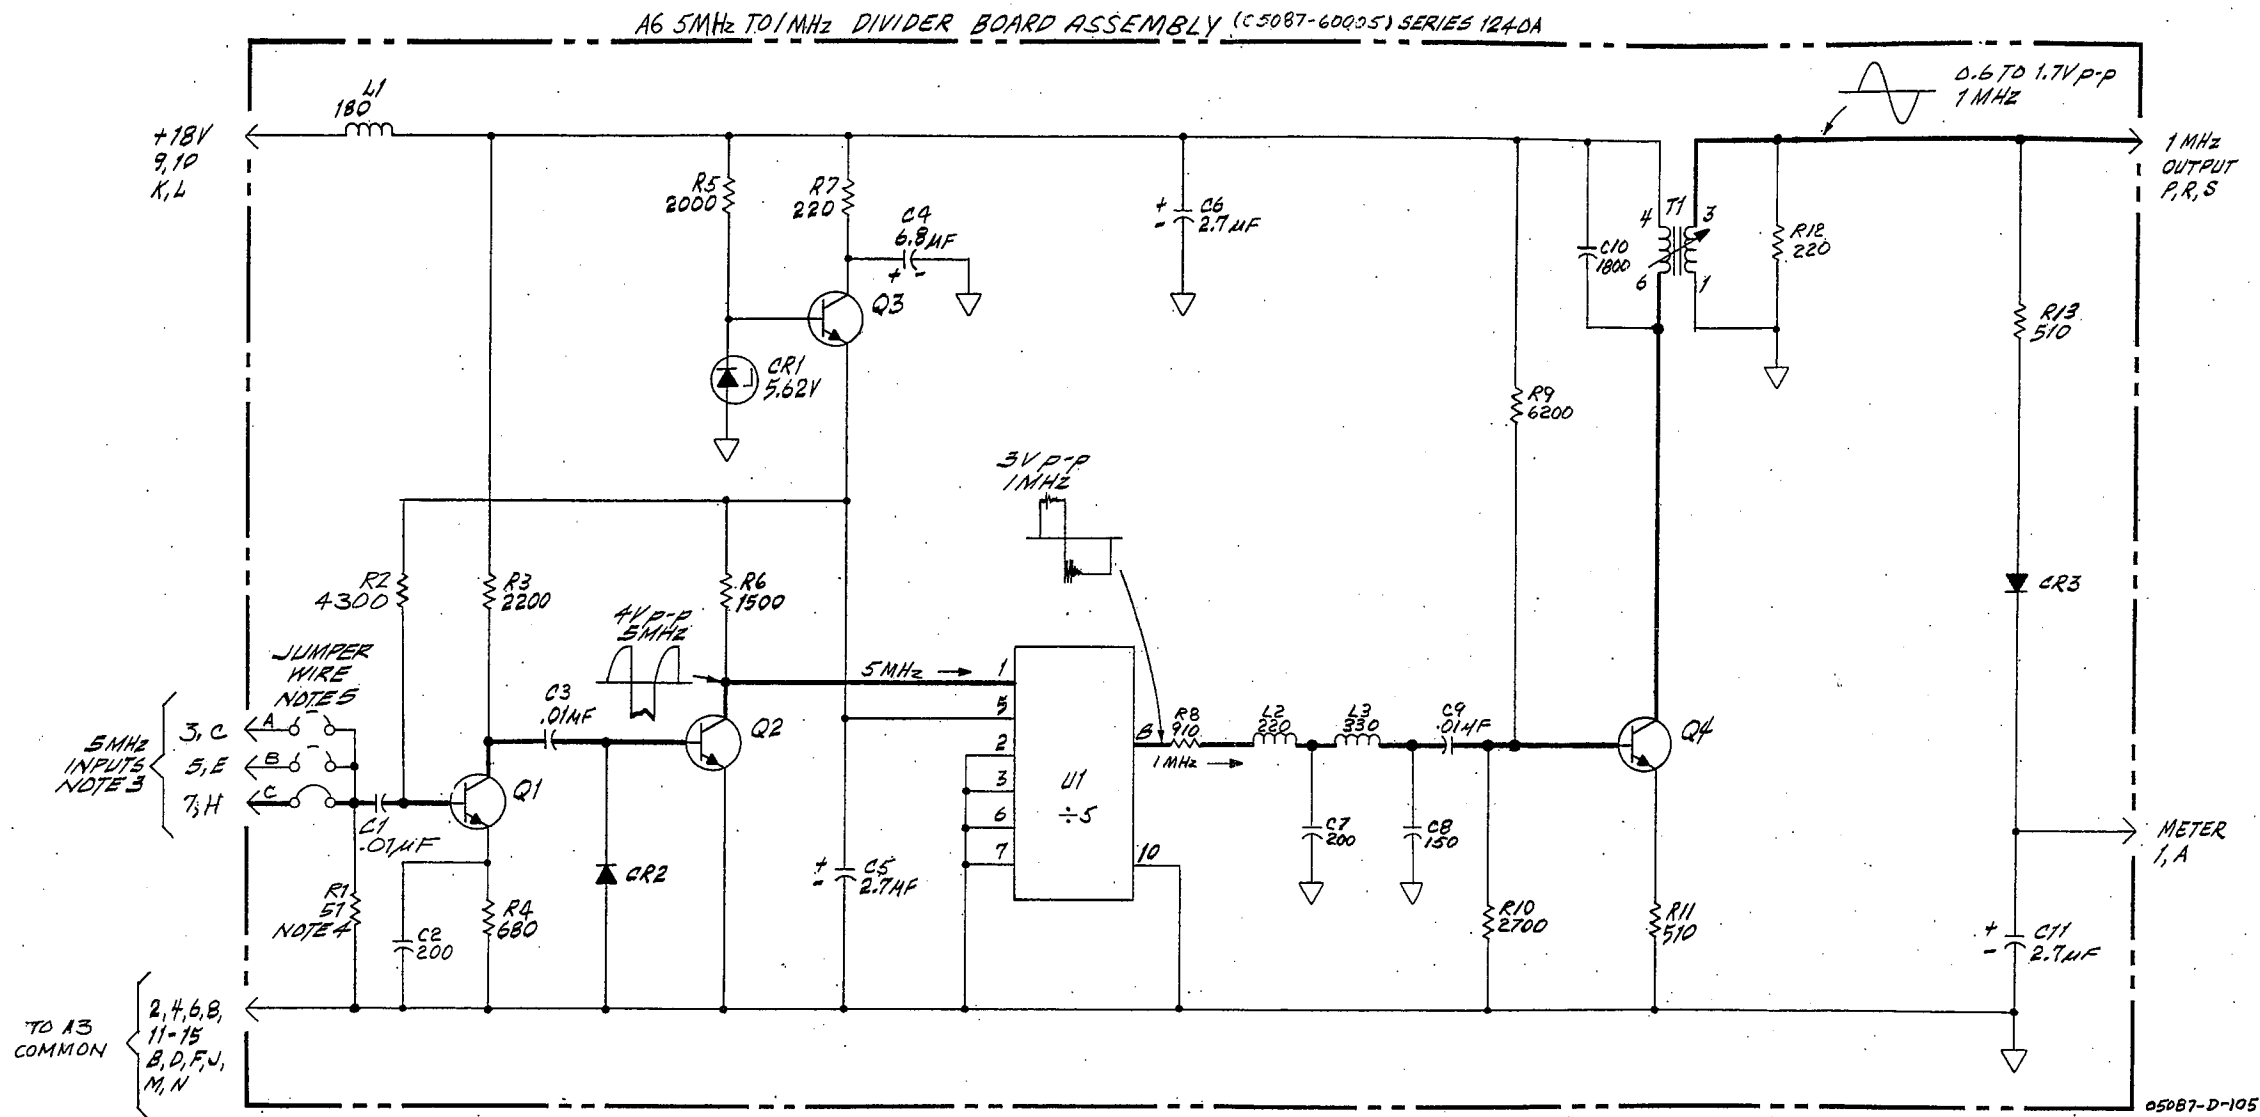 A6 5MHz TO 1MHz DIVIDER BOARD ASSEMBLY (C5087-60005) SERIES 1240A
L1
180
+18V
9,10
K,L
0.6 TO 1.7V p-p
1 MHZ
1 MHz
OUTPUT
P,R,S
R5
2000
R7
220
C4
6.8µF
+ -
+
-
C6
2.7µF
4
T1
3
C10
1800
6
1
R12
220
Q3
CR1
5.62V
R13
510
R9
6200
3V p-p
1MHZ
R2
4300
R3
2200
R6
1500
4V p-p
5MHz
CR3
JUMPER
WIRE
NOTE 5
5MHz
INPUTS
NOTE 3
3,C
A
5,E
B
7,H
C
C3
.01µF
Q2
5MHz
1
5
2
3
6
7
U1
÷5
8
10
R8
910
1MHz
L2
220
L3
330
C9
.01µF
Q4
C1
.01µF
Q1
R1
51
NOTE 4
C2
200
R4
680
CR2
+
-
C5
2.7µF
C7
200
C8
150
R10
2700
R11
510
METER
1,A
+
-
C11
2.7µF
TO A3
COMMON
2,4,6,8,
11-15
B,D,F,J,
M,N
05087-D-105